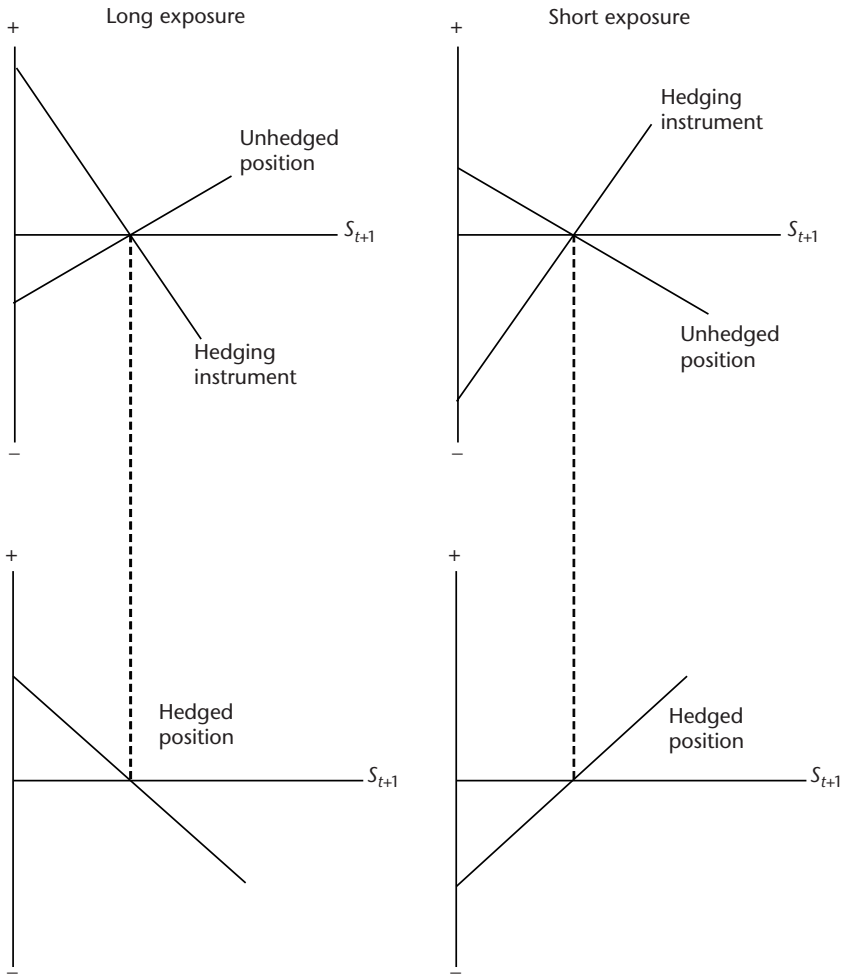 Long exposure
+
Unhedged
position
S_{t+1}
Hedging
instrument
–
Short exposure
+
Hedging
instrument
S_{t+1}
Unhedged
position
–
+
Hedged
position
S_{t+1}
–
+
Hedged
position
S_{t+1}
–